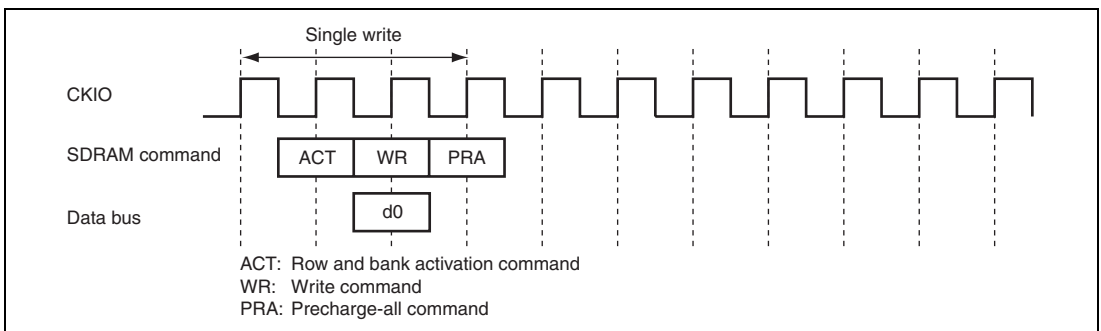 Single write
CKIO
SDRAM command ACT WR PRA
Data bus d0
ACT: Row and bank activation command
WR: Write command
PRA: Precharge-all command